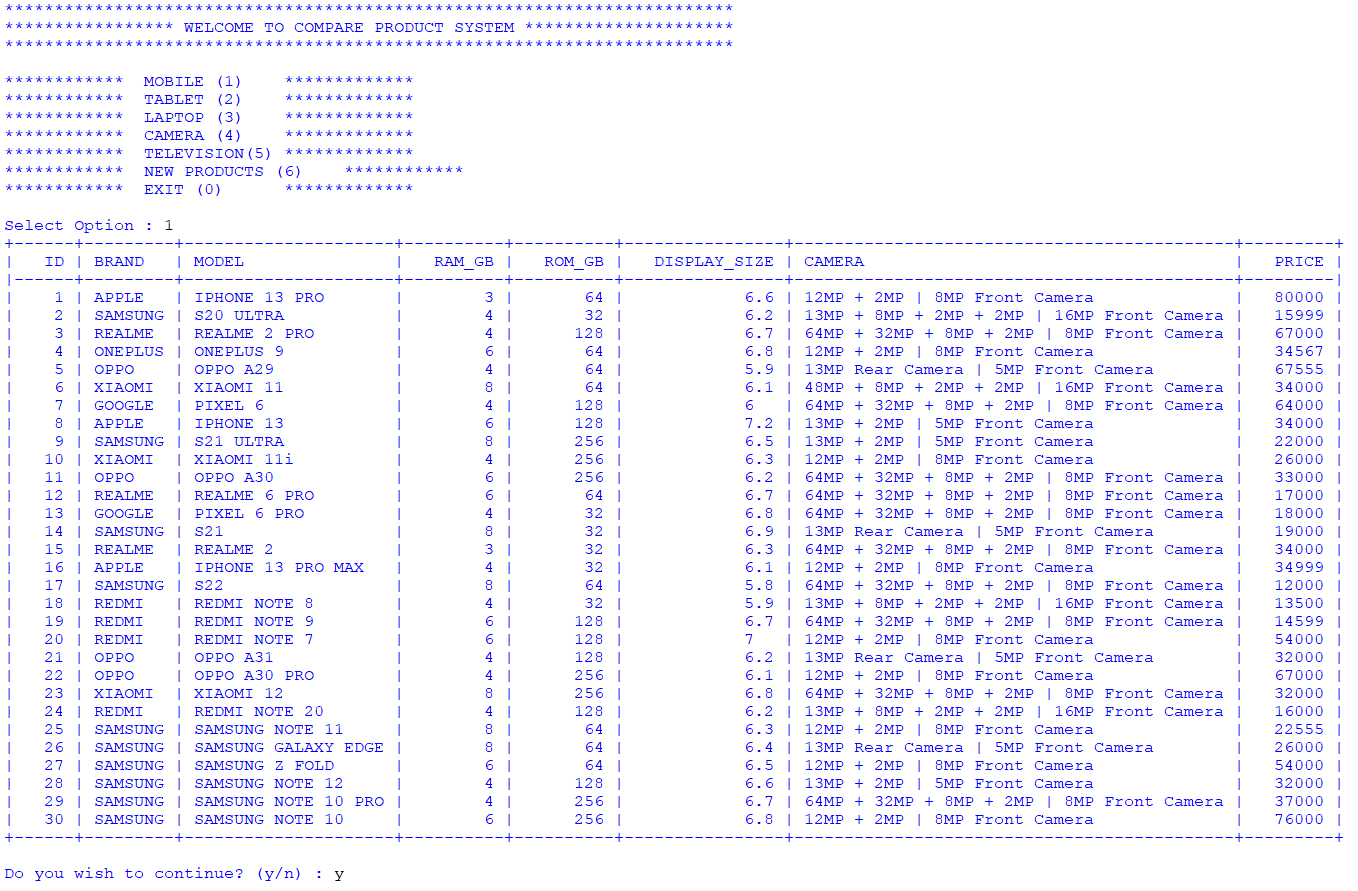 *************************************************************************
***************** WELCOME TO COMPARE PRODUCT SYSTEM *********************
*************************************************************************

************  MOBILE (1)    *************
************  TABLET (2)    *************
************  LAPTOP (3)    *************
************  CAMERA (4)    *************
************  TELEVISION(5) *************
************  NEW PRODUCTS (6)    ************
************  EXIT (0)      *************

Select Option : 1
+------+---------+---------------------+----------+----------+----------------+--------------------------------------------+---------+
|   ID | BRAND   | MODEL               |   RAM_GB |   ROM_GB |   DISPLAY_SIZE | CAMERA                                     |   PRICE |
|------+---------+---------------------+----------+----------+----------------+--------------------------------------------+---------|
|    1 | APPLE   | IPHONE 13 PRO       |        3 |       64 |            6.6 | 12MP + 2MP | 8MP Front Camera              |   80000 |
|    2 | SAMSUNG | S20 ULTRA           |        4 |       32 |            6.2 | 13MP + 8MP + 2MP + 2MP | 16MP Front Camera |   15999 |
|    3 | REALME  | REALME 2 PRO        |        4 |      128 |            6.7 | 64MP + 32MP + 8MP + 2MP | 8MP Front Camera |   67000 |
|    4 | ONEPLUS | ONEPLUS 9           |        6 |       64 |            6.8 | 12MP + 2MP | 8MP Front Camera              |   34567 |
|    5 | OPPO    | OPPO A29            |        4 |       64 |            5.9 | 13MP Rear Camera | 5MP Front Camera        |   67555 |
|    6 | XIAOMI  | XIAOMI 11           |        8 |       64 |            6.1 | 48MP + 8MP + 2MP + 2MP | 16MP Front Camera |   34000 |
|    7 | GOOGLE  | PIXEL 6             |        4 |      128 |            6   | 64MP + 32MP + 8MP + 2MP | 8MP Front Camera |   64000 |
|    8 | APPLE   | IPHONE 13           |        6 |      128 |            7.2 | 13MP + 2MP | 5MP Front Camera              |   34000 |
|    9 | SAMSUNG | S21 ULTRA           |        8 |      256 |            6.5 | 13MP + 2MP | 5MP Front Camera              |   22000 |
|   10 | XIAOMI  | XIAOMI 11i          |        4 |      256 |            6.3 | 12MP + 2MP | 8MP Front Camera              |   26000 |
|   11 | OPPO    | OPPO A30            |        6 |      256 |            6.2 | 64MP + 32MP + 8MP + 2MP | 8MP Front Camera |   33000 |
|   12 | REALME  | REALME 6 PRO        |        6 |       64 |            6.7 | 64MP + 32MP + 8MP + 2MP | 8MP Front Camera |   17000 |
|   13 | GOOGLE  | PIXEL 6 PRO         |        4 |       32 |            6.8 | 64MP + 32MP + 8MP + 2MP | 8MP Front Camera |   18000 |
|   14 | SAMSUNG | S21                 |        8 |       32 |            6.9 | 13MP Rear Camera | 5MP Front Camera        |   19000 |
|   15 | REALME  | REALME 2            |        3 |       32 |            6.3 | 64MP + 32MP + 8MP + 2MP | 8MP Front Camera |   34000 |
|   16 | APPLE   | IPHONE 13 PRO MAX   |        4 |       32 |            6.1 | 12MP + 2MP | 8MP Front Camera              |   34999 |
|   17 | SAMSUNG | S22                 |        8 |       64 |            5.8 | 64MP + 32MP + 8MP + 2MP | 8MP Front Camera |   12000 |
|   18 | REDMI   | REDMI NOTE 8        |        4 |       32 |            5.9 | 13MP + 8MP + 2MP + 2MP | 16MP Front Camera |   13500 |
|   19 | REDMI   | REDMI NOTE 9        |        6 |      128 |            6.7 | 64MP + 32MP + 8MP + 2MP | 8MP Front Camera |   14599 |
|   20 | REDMI   | REDMI NOTE 7        |        6 |      128 |            7   | 12MP + 2MP | 8MP Front Camera              |   54000 |
|   21 | OPPO    | OPPO A31            |        4 |      128 |            6.2 | 13MP Rear Camera | 5MP Front Camera        |   32000 |
|   22 | OPPO    | OPPO A30 PRO        |        4 |      256 |            6.1 | 12MP + 2MP | 8MP Front Camera              |   67000 |
|   23 | XIAOMI  | XIAOMI 12           |        8 |      256 |            6.8 | 64MP + 32MP + 8MP + 2MP | 8MP Front Camera |   32000 |
|   24 | REDMI   | REDMI NOTE 20       |        4 |      128 |            6.2 | 13MP + 8MP + 2MP + 2MP | 16MP Front Camera |   16000 |
|   25 | SAMSUNG | SAMSUNG NOTE 11     |        8 |       64 |            6.3 | 12MP + 2MP | 8MP Front Camera              |   22555 |
|   26 | SAMSUNG | SAMSUNG GALAXY EDGE |        8 |       64 |            6.4 | 13MP Rear Camera | 5MP Front Camera        |   26000 |
|   27 | SAMSUNG | SAMSUNG Z FOLD      |        6 |       64 |            6.5 | 12MP + 2MP | 8MP Front Camera              |   54000 |
|   28 | SAMSUNG | SAMSUNG NOTE 12     |        4 |      128 |            6.6 | 13MP + 2MP | 5MP Front Camera              |   32000 |
|   29 | SAMSUNG | SAMSUNG NOTE 10 PRO |        4 |      256 |            6.7 | 64MP + 32MP + 8MP + 2MP | 8MP Front Camera |   37000 |
|   30 | SAMSUNG | SAMSUNG NOTE 10     |        6 |      256 |            6.8 | 12MP + 2MP | 8MP Front Camera              |   76000 |
+------+---------+---------------------+----------+----------+----------------+--------------------------------------------+---------+

Do you wish to continue? (y/n) : y